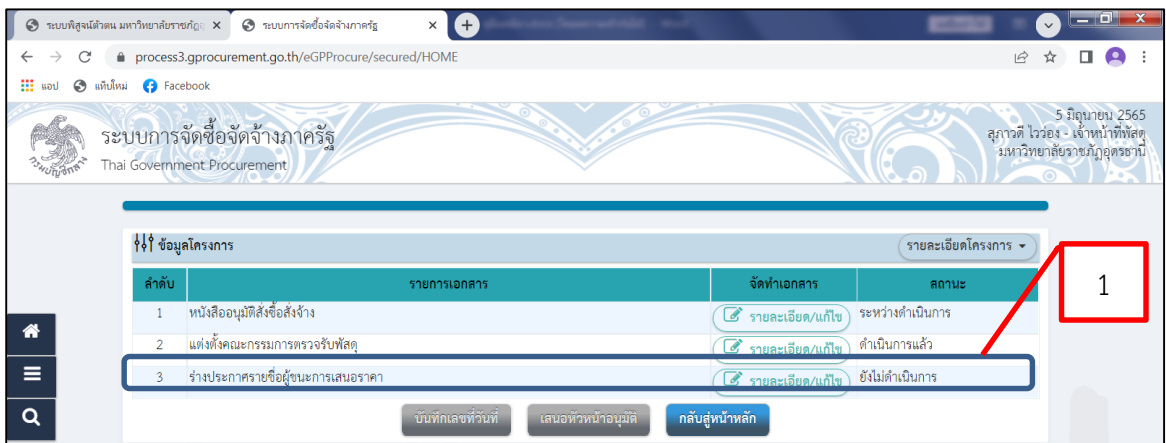 ระบบพิสูจน์ตัวตน มหาวิทยาลัยราชภัฏ
ระบบการจัดซื้อจัดจ้างภาครัฐ
process3.gprocurement.go.th/eGPProcure/secured/HOME
แอป แท็บใหม่ Facebook
5 มิถุนายน 2565
สุภาวดี ไวว่อง - เจ้าหน้าที่พัสดุ
มหาวิทยาลัยราชภัฏอุดรธานี
ระบบการจัดซื้อจัดจ้างภาครัฐ
Thai Government Procurement
กรมบัญชีกลาง
ข้อมูลโครงการ รายละเอียดโครงการ
1
ลำดับ รายการเอกสาร จัดทำเอกสาร สถานะ
1 หนังสืออนุมัติสั่งซื้อสั่งจ้าง รายละเอียด/แก้ไข ระหว่างดำเนินการ
2 แต่งตั้งคณะกรรมการตรวจรับพัสดุ รายละเอียด/แก้ไข ดำเนินการแล้ว
3 ร่างประกาศรายชื่อผู้ชนะการเสนอราคา รายละเอียด/แก้ไข ยังไม่ดำเนินการ
บันทึกเลขที่วันที่ เสนอหัวหน้าอนุมัติ กลับสู่หน้าหลัก